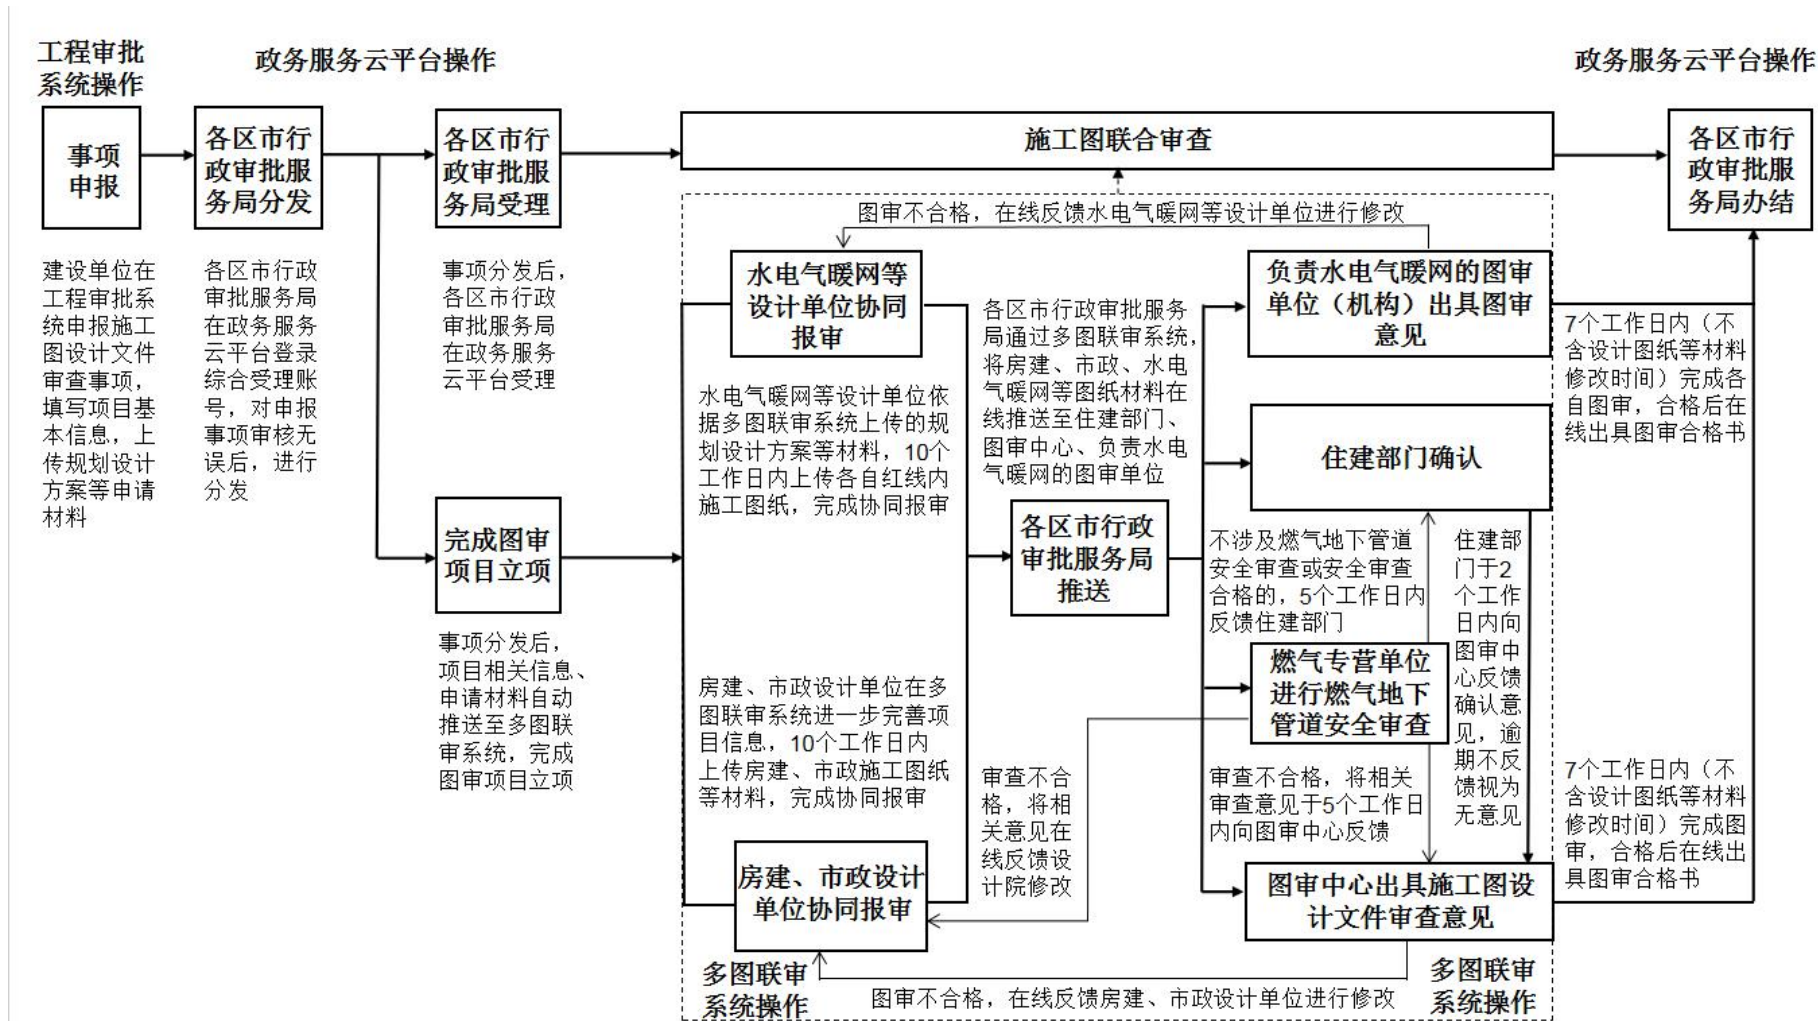 工程审批
系统操作
政务服务云平台操作
政务服务云平台操作
事项
申报
各区市行
政审批服
务局分发
各区市行
政审批服
务局受理
施工图联合审查
各区市行
政审批服
务局办结
建设单位在
工程审批系
统申报施工
图设计文件
审查事项，
填写项目基
本信息，上
传规划设计
方案等申请
材料
各区市行政
审批服务局
在政务服务
云平台登录
综合受理账
号，对申报
事项审核无
误后，进行
分发
事项分发后，
各区市行政
审批服务局
在政务服务
云平台受理
完成图审
项目立项
事项分发后，
项目相关信息、
申请材料自动
推送至多图联
审系统，完成
图审项目立项
图审不合格，在线反馈水电气暖网等设计单位进行修改
水电气暖网等
设计单位协同
报审
水电气暖网等设计单位依
据多图联审系统上传的规
划设计方案等材料，10个
工作日内上传各自红线内
施工图纸，完成协同报审
房建、市政设计单位在多
图联审系统进一步完善项
目信息，10个工作日内
上传房建、市政施工图纸
等材料，完成协同报审
房建、市政设计
单位协同报审
多图联审
系统操作
各区市行政审批服务
局通过多图联审系统，
将房建、市政、水电
气暖网等图纸材料在
线推送至住建部门、
图审中心、负责水电
气暖网的图审单位
各区市行政
审批服务局
推送
审查不合
格，将相
关意见在
线反馈设
计院修改
负责水电气暖网的图审
单位（机构）出具图审
意见
住建部门确认
不涉及燃气地下管道
安全审查或安全审查
合格的，5个工作日内
反馈住建部门
住建部
门于2
个工作
日内向
图审中
心反馈
确认意
见，逾
期不反
馈视为
无意见
燃气专营单位
进行燃气地下
管道安全审查
审查不合格，将相关
审查意见于5个工作日
内向图审中心反馈
图审中心出具施工图设
计文件审查意见
多图联审
系统操作
图审不合格，在线反馈房建、市政设计单位进行修改
7个工作日内（不
含设计图纸等材料
修改时间）完成各
自图审，合格后在
线出具图审合格书
7个工作日内（不
含设计图纸等材料
修改时间）完成图
审，合格后在线出
具图审合格书